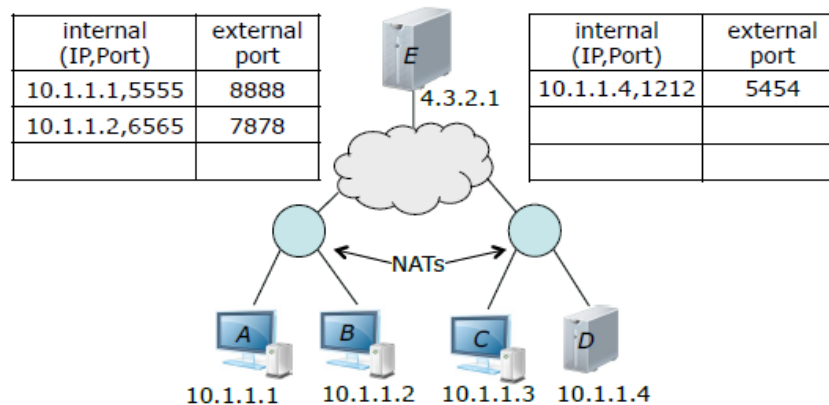 internal (IP,Port) external port
10.1.1.1,5555 8888
10.1.1.2,6565 7878
E
4.3.2.1
internal (IP,Port) external port
10.1.1.4,1212 5454
NATs
A B C D
10.1.1.1 10.1.1.2 10.1.1.3 10.1.1.4